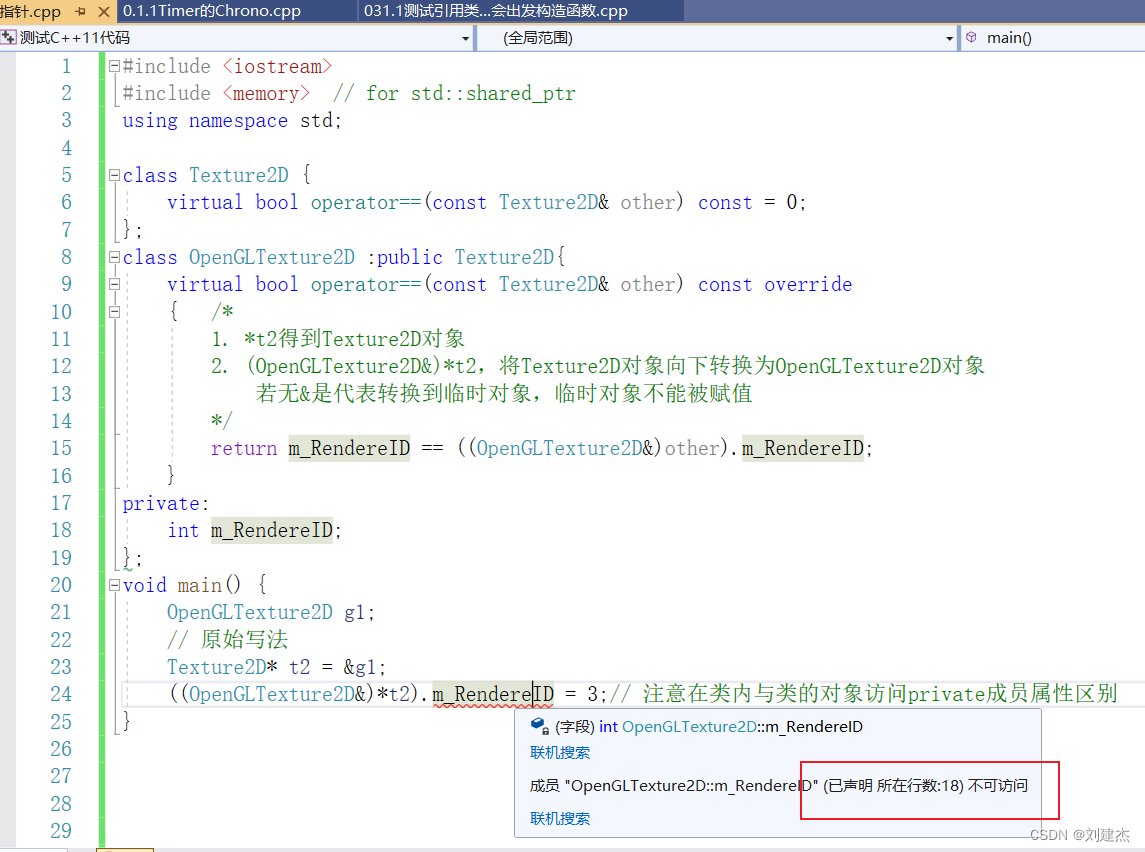 指针.cpp 0.1.1Timer的Chrono.cpp 031.1测试引用类...会出发构造函数.cpp
测试C++11代码 (全局范围) main()
1 #include <iostream>
2 #include <memory>  // for std::shared_ptr
3 using namespace std;
4
5 class Texture2D {
6     virtual bool operator==(const Texture2D& other) const = 0;
7 };
8 class OpenGLTexture2D :public Texture2D{
9     virtual bool operator==(const Texture2D& other) const override
10     {   /*
11         1. *t2得到Texture2D对象
12         2. (OpenGLTexture2D&)*t2，将Texture2D对象向下转换为OpenGLTexture2D对象
13             若无&是代表转换到临时对象，临时对象不能被赋值
14         */
15         return m_RendereID == ((OpenGLTexture2D&)other).m_RendereID;
16     }
17 private:
18     int m_RendereID;
19 };
20 void main() {
21     OpenGLTexture2D g1;
22     // 原始写法
23     Texture2D* t2 = &g1;
24     ((OpenGLTexture2D&)*t2).m_RendereID = 3;// 注意在类内与类的对象访问private成员属性区别
25 }
26
27
28
29
(字段) int OpenGLTexture2D::m_RendereID
联机搜索
成员 "OpenGLTexture2D::m_RendereID" (已声明 所在行数:18) 不可访问
联机搜索
CSDN @刘建杰